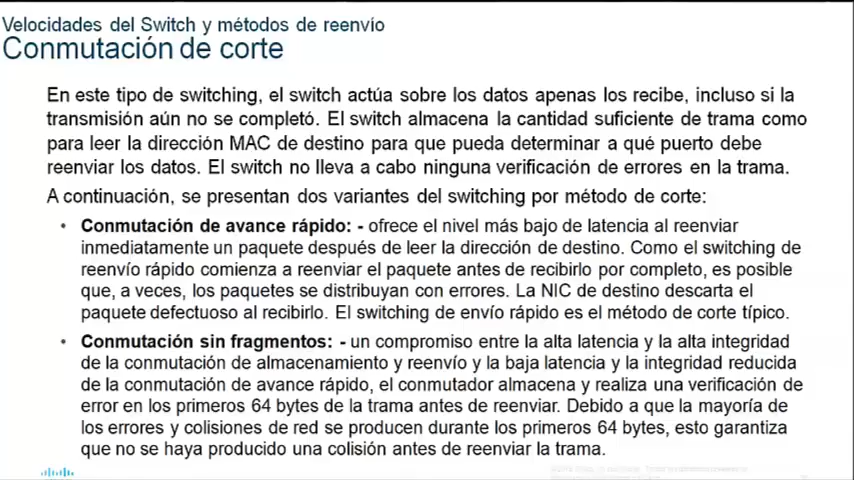 Velocidades del Switch y métodos de reenvío
Conmutación de corte
En este tipo de switching, el switch actúa sobre los datos apenas los recibe, incluso si la
transmisión aún no se completó. El switch almacena la cantidad suficiente de trama como
para leer la dirección MAC de destino para que pueda determinar a qué puerto debe
reenviar los datos. El switch no lleva a cabo ninguna verificación de errores en la trama.
A continuación, se presentan dos variantes del switching por método de corte:
• Conmutación de avance rápido: - ofrece el nivel más bajo de latencia al reenviar
inmediatamente un paquete después de leer la dirección de destino. Como el switching de
reenvío rápido comienza a reenviar el paquete antes de recibirlo por completo, es posible
que, a veces, los paquetes se distribuyan con errores. La NIC de destino descarta el
paquete defectuoso al recibirlo. El switching de envío rápido es el método de corte típico.
• Conmutación sin fragmentos: - un compromiso entre la alta latencia y la alta integridad
de la conmutación de almacenamiento y reenvío y la baja latencia y la integridad reducida
de la conmutación de avance rápido, el conmutador almacena y realiza una verificación de
error en los primeros 64 bytes de la trama antes de reenviar. Debido a que la mayoría de
los errores y colisiones de red se producen durante los primeros 64 bytes, esto garantiza
que no se haya producido una colisión antes de reenviar la trama.